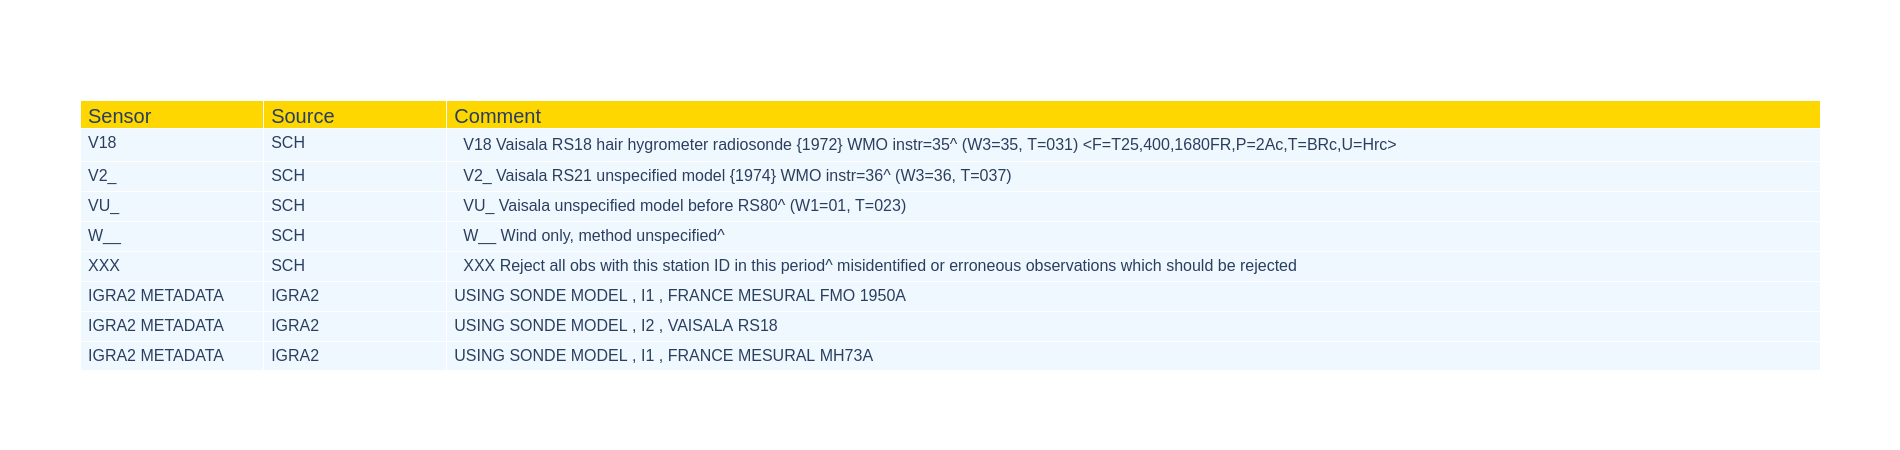 Sensor Source Comment
V18 SCH V18 Vaisala RS18 hair hygrometer radiosonde {1972} WMO instr=35^ (W3=35, T=031) <F=T25,400,1680FR,P=2Ac,T=BRc,U=Hrc>
V2_ SCH V2_ Vaisala RS21 unspecified model {1974} WMO instr=36^ (W3=36, T=037)
VU_ SCH VU_ Vaisala unspecified model before RS80^ (W1=01, T=023)
W__ SCH W__ Wind only, method unspecified^
XXX SCH XXX Reject all obs with this station ID in this period^ misidentified or erroneous observations which should be rejected
IGRA2 METADATA IGRA2 USING SONDE MODEL , I1 , FRANCE MESURAL FMO 1950A
IGRA2 METADATA IGRA2 USING SONDE MODEL , I2 , VAISALA RS18
IGRA2 METADATA IGRA2 USING SONDE MODEL , I1 , FRANCE MESURAL MH73A